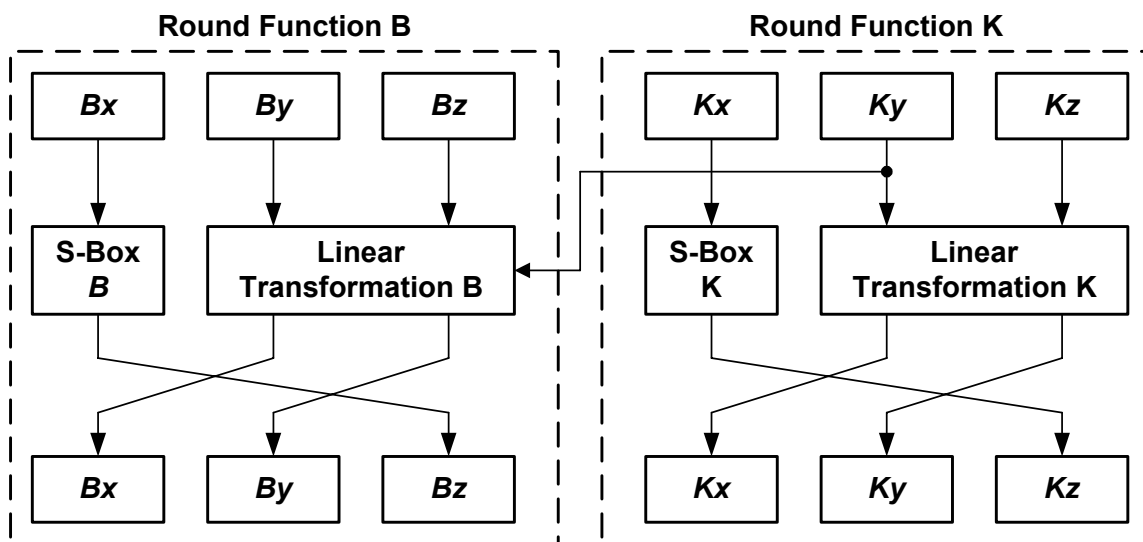 Round Function B
Round Function K
Bx
By
Bz
Kx
Ky
Kz
S-Box
B
Linear
Transformation B
S-Box
K
Linear
Transformation K
Bx
By
Bz
Kx
Ky
Kz